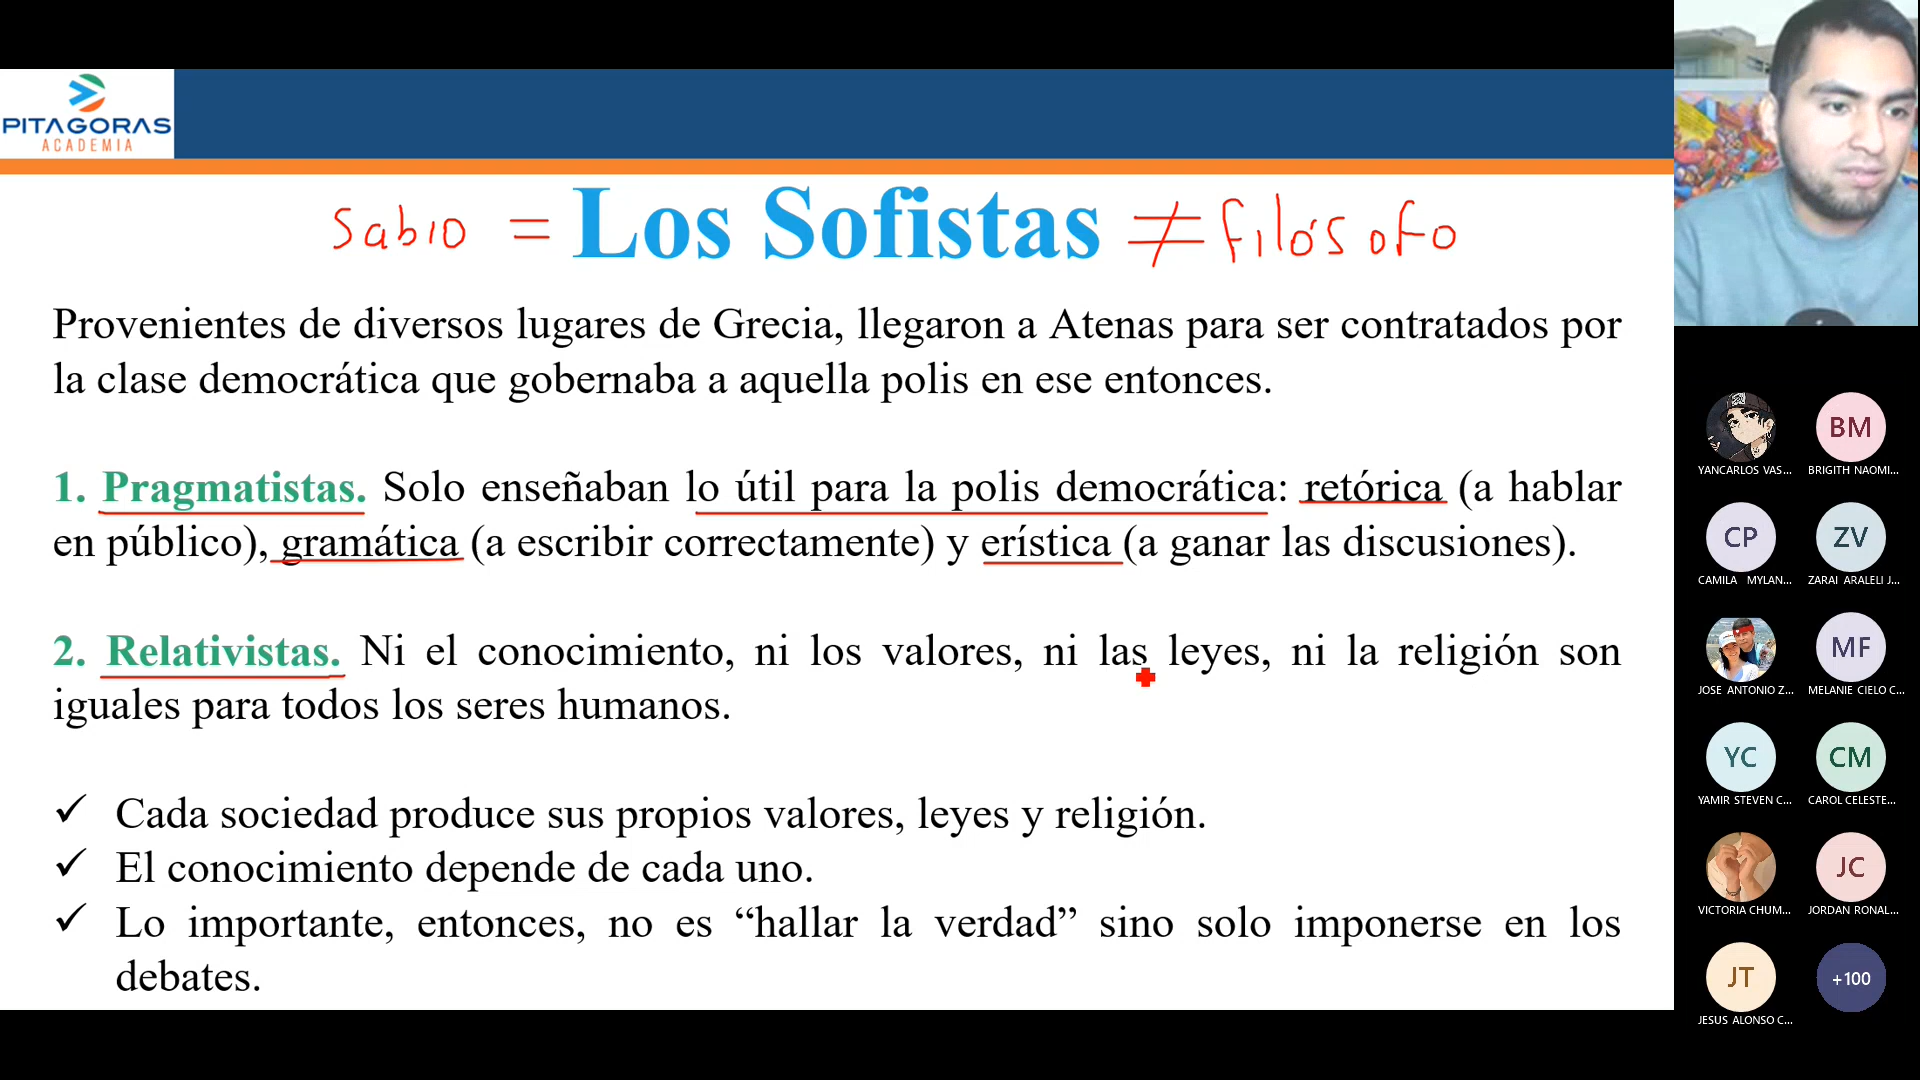 PITAGORAS
ACADEMIA
Sabio = Los Sofistas ≠ filósofo
Provenientes de diversos lugares de Grecia, llegaron a Atenas para ser contratados por
la clase democrática que gobernaba a aquella polis en ese entonces.
1. Pragmatistas. Solo enseñaban lo útil para la polis democrática: retórica (a hablar
en público), gramática (a escribir correctamente) y erística (a ganar las discusiones).
2. Relativistas. Ni el conocimiento, ni los valores, ni las leyes, ni la religión son
iguales para todos los seres humanos.
✓ Cada sociedad produce sus propios valores, leyes y religión.
✓ El conocimiento depende de cada uno.
✓ Lo importante, entonces, no es “hallar la verdad” sino solo imponerse en los
debates.
YANCARLOS VAS...
BM
BRIGITH NAOMI...
CP
CAMILA MYLAN...
ZV
ZARAI ARALELI J...
JOSE ANTONIO Z...
MF
MELANIE CIELO C...
YC
YAMIR STEVEN C...
CM
CAROL CELESTE...
VICTORIA CHUM...
JC
JORDAN RONAL...
JT
JESUS ALONSO C...
+100